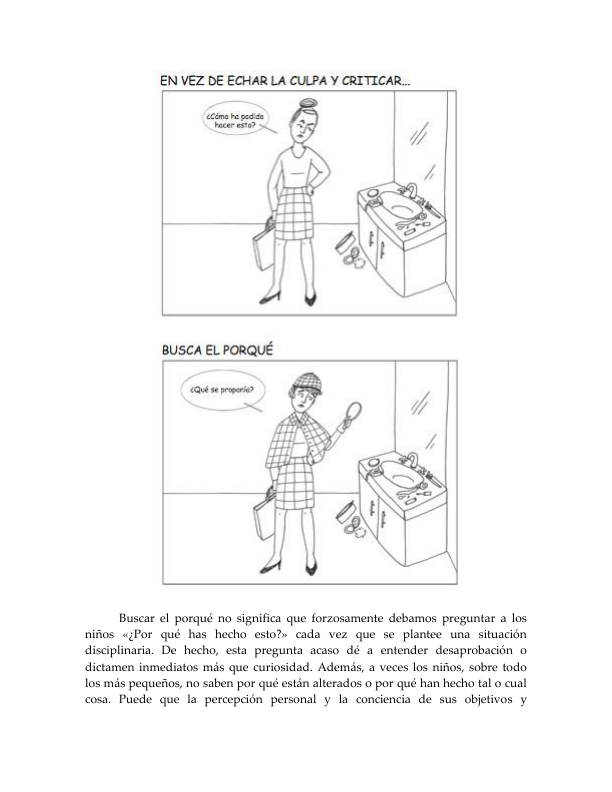 EN VEZ DE ECHAR LA CULPA Y CRITICAR...
¿Cómo ha podido
hacer esto?
BUSCA EL PORQUÉ
¿Qué se proponía?
Buscar el porqué no significa que forzosamente debamos preguntar a los
niños «¿Por qué has hecho esto?» cada vez que se plantee una situación
disciplinaria. De hecho, esta pregunta acaso dé a entender desaprobación o
dictamen inmediatos más que curiosidad. Además, a veces los niños, sobre todo
los más pequeños, no saben por qué están alterados o por qué han hecho tal o cual
cosa. Puede que la percepción personal y la conciencia de sus objetivos y